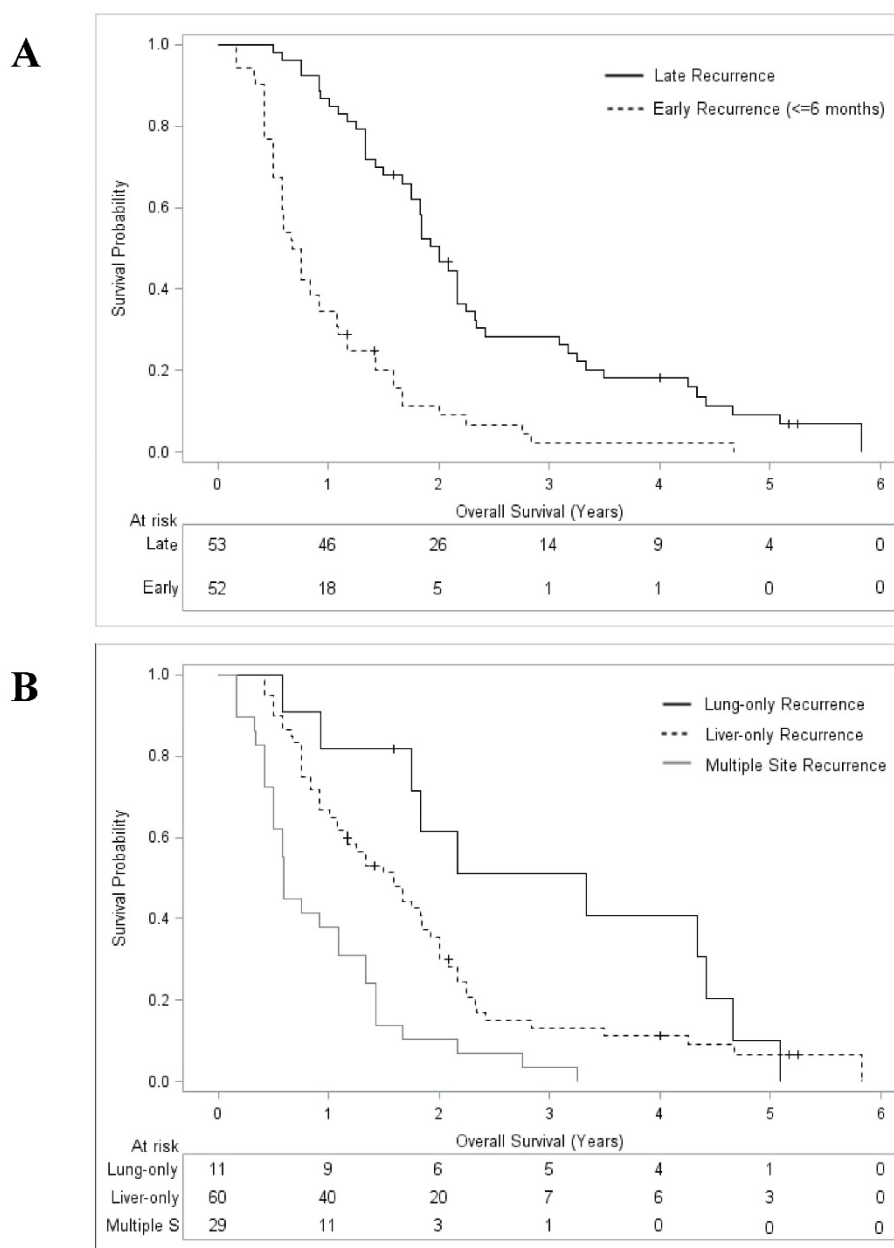 A
1.0
0.8
0.6
0.4
0.2
0.0
Survival Probability
Late Recurrence
Early Recurrence (<=6 months)
0 1 2 3 4 5 6
Overall Survival (Years)
At risk
Late 53 46 26 14 9 4 0
Early 52 18 5 1 1 0 0
B
1.0
0.8
0.6
0.4
0.2
0.0
Survival Probability
Lung-only Recurrence
Liver-only Recurrence
Multiple Site Recurrence
0 1 2 3 4 5 6
Overall Survival (Years)
At risk
Lung-only 11 9 6 5 4 1 0
Liver-only 60 40 20 7 6 3 0
Multiple S 29 11 3 1 0 0 0